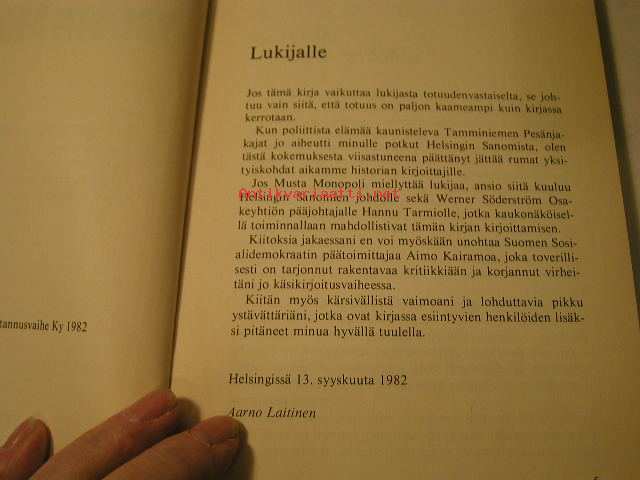 Lukijalle
Jos tämä kirja vaikuttaa lukijasta totuudenvastaiselta, se joh-
tuu vain siitä, että totuus on paljon kaameampi kuin kirjassa
kerrotaan.
Kun poliittista elämää kaunisteleva Tamminiemen Pesänja-
kajat jo aiheutti minulle potkut Helsingin Sanomista, olen
tästä kokemuksesta viisastuneena päättänyt jättää rumat yksi-
tyiskohdat aikamme historian kirjoittajille.
Jos Musta Monopoli miellyttää lukijaa, ansio siitä kuuluu
Helsingin Sanomien johdolle sekä Werner Söderström Osa-
keyhtiön pääjohtajalle Hannu Tarmiolle, jotka kaukonäköisel-
lä toiminnallaan mahdollistivat tämän kirjan kirjoittamisen.
Kiitoksia jakaessani en voi myöskään unohtaa Suomen Sosi-
alidemokraatin päätoimittajaa Aimo Kairamoa, joka toverilli-
sesti on tarjonnut rakentavaa kritiikkiään ja korjannut virhei-
täni jo käsikirjoitusvaiheessa.
Kiitän myös kärsivällistä vaimoani ja lohduttavia pikku
ystävättäriäni, jotka ovat kirjassa esiintyvien henkilöiden lisäk-
si pitäneet minua hyvällä tuulella.
Helsingissä 13. syyskuuta 1982
Aarno Laitinen
tannusvaihe Ky 1982
Antikvariaatti.net